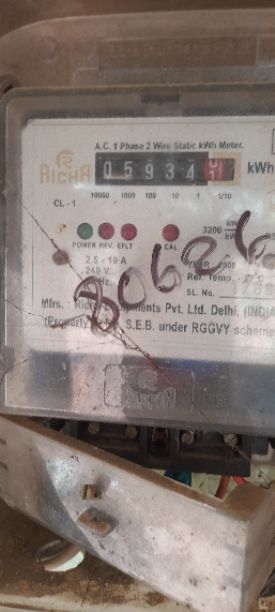 RICHA
A.C. 1 Phase 2 Wire Static kWh Meter.
0 5 9 3 4
kWh
10000 1000 100 10 1 1/10
CL - 1
POWER REV. EFLT CAL
3200
2.5 - 10 A
240 V
Ref. Temp.
SL. No.
Mfrs. : Pvt. Ltd. Delhi, (INDIA
(Property S.E.B. under RGGVY scheme